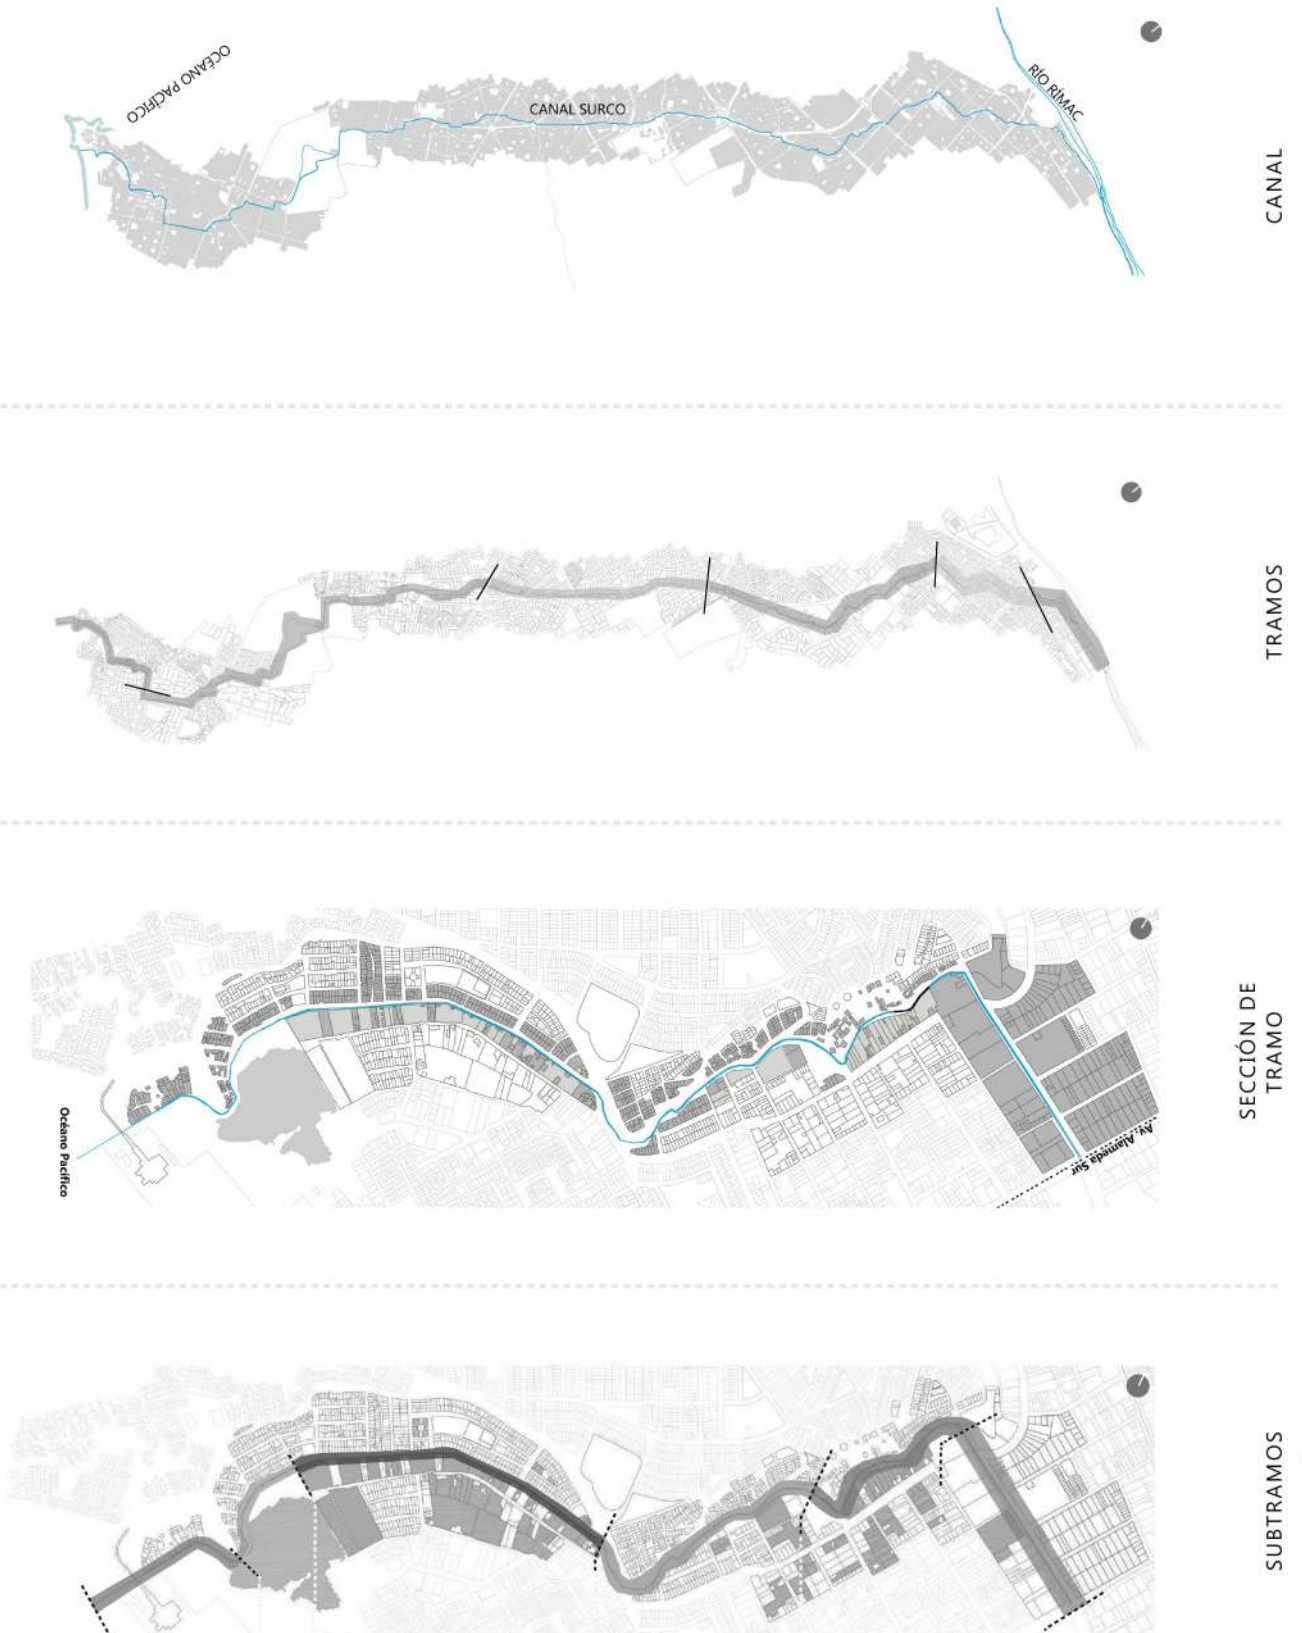 OCÉANO PACÍFICO
CANAL SURCO
RÍO RÍMAC
CANAL
TRAMOS
Océano Pacífico
Av. Alameda Sur
SECCIÓN DE
TRAMO
SUBTRAMOS